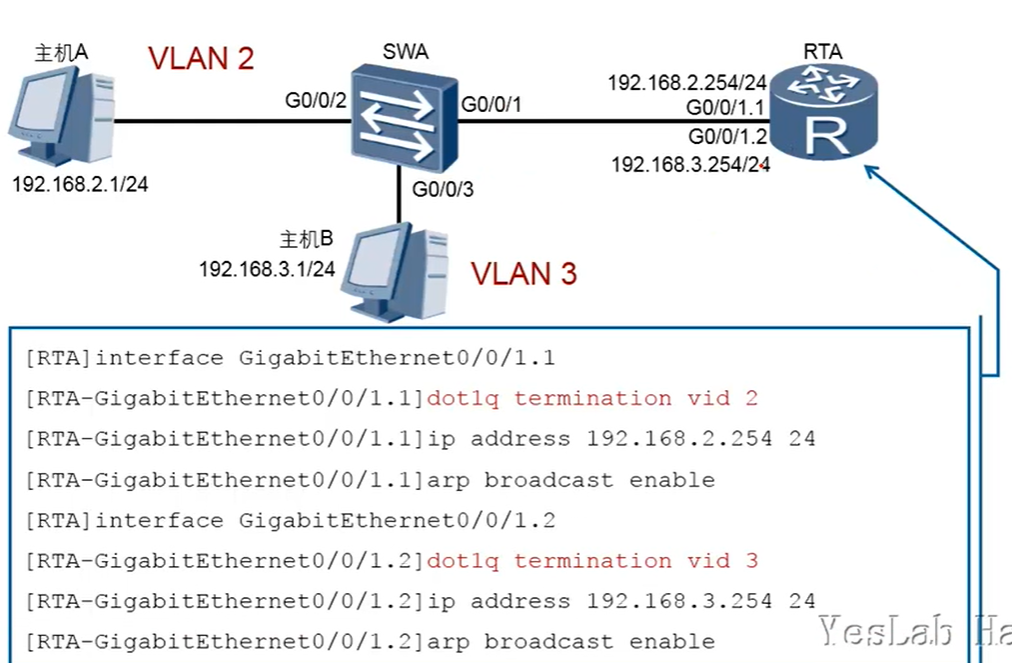 主机A
VLAN 2
SWA
RTA
G0/0/2
G0/0/1
192.168.2.254/24
G0/0/1.1
G0/0/1.2
192.168.3.254/24
R
192.168.2.1/24
G0/0/3
主机B
192.168.3.1/24
VLAN 3
[RTA]interface GigabitEthernet0/0/1.1
[RTA-GigabitEthernet0/0/1.1]dot1q termination vid 2
[RTA-GigabitEthernet0/0/1.1]ip address 192.168.2.254 24
[RTA-GigabitEthernet0/0/1.1]arp broadcast enable
[RTA]interface GigabitEthernet0/0/1.2
[RTA-GigabitEthernet0/0/1.2]dot1q termination vid 3
[RTA-GigabitEthernet0/0/1.2]ip address 192.168.3.254 24
[RTA-GigabitEthernet0/0/1.2]arp broadcast enable
YesLab